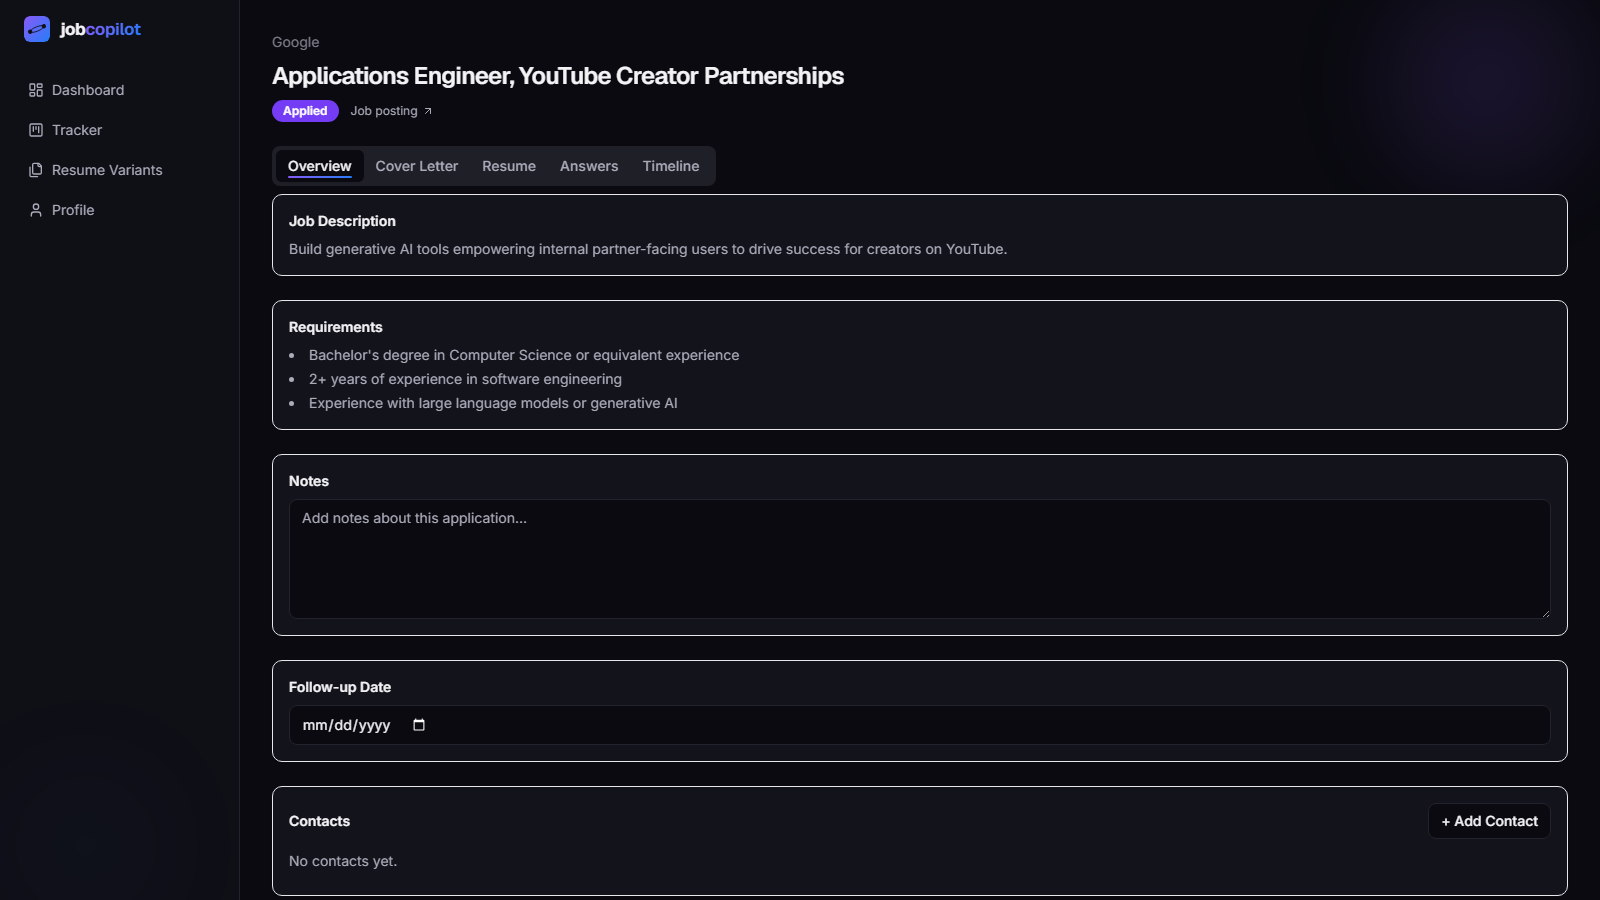 jobcopilot
Dashboard
Tracker
Resume Variants
Profile
Google
Applications Engineer, YouTube Creator Partnerships
Applied
Job posting ↗
Overview
Cover Letter
Resume
Answers
Timeline
Job Description
Build generative AI tools empowering internal partner-facing users to drive success for creators on YouTube.
Requirements
• Bachelor's degree in Computer Science or equivalent experience
• 2+ years of experience in software engineering
• Experience with large language models or generative AI
Notes
Add notes about this application...
Follow-up Date
mm/dd/yyyy
Contacts
+ Add Contact
No contacts yet.